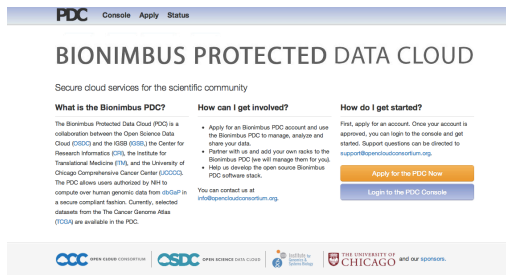 PDC Console Apply Status
BIONIMBUS PROTECTED DATA CLOUD
Secure cloud services for the scientific community
What is the Bionimbus PDC?
The Bionimbus Protected Data Cloud (PDC) is a
collaboration between the Open Science Data
Cloud (OSDC) and the IGSB (IGSB,) the Center for
Research Informatics (CRI), the Institute for
Translational Medicine (ITM), and the University of
Chicago Comprehensive Cancer Center (UCCCC).
The PDC allows users authorized by NIH to
compute over human genomic data from dbGaP in
a secure compliant fashion. Currently, selected
datasets from the The Cancer Genome Atlas
(TCGA) are available in the PDC.
How can I get involved?
• Apply for an Bionimbus PDC account and use
the Bionimbus PDC to manage, analyze and
share your data.
• Partner with us and add your own racks to the
Bionimbus PDC (we will manage them for you).
• Help us develop the open source Bionimbus
PDC software stack.
You can contact us at
info@opencloudconsortium.org.
How do I get started?
First, apply for an account. Once your account is
approved, you can login to the console and get
started. Support questions can be directed to
support@opencloudconsortium.org.
Apply for the PDC Now
Login to the PDC Console
OCC OPEN CLOUD CONSORTIUM
OSDC OPEN SCIENCE DATA CLOUD
Institute for
Genomics &
Systems Biology
THE UNIVERSITY OF
CHICAGO
and our sponsors.